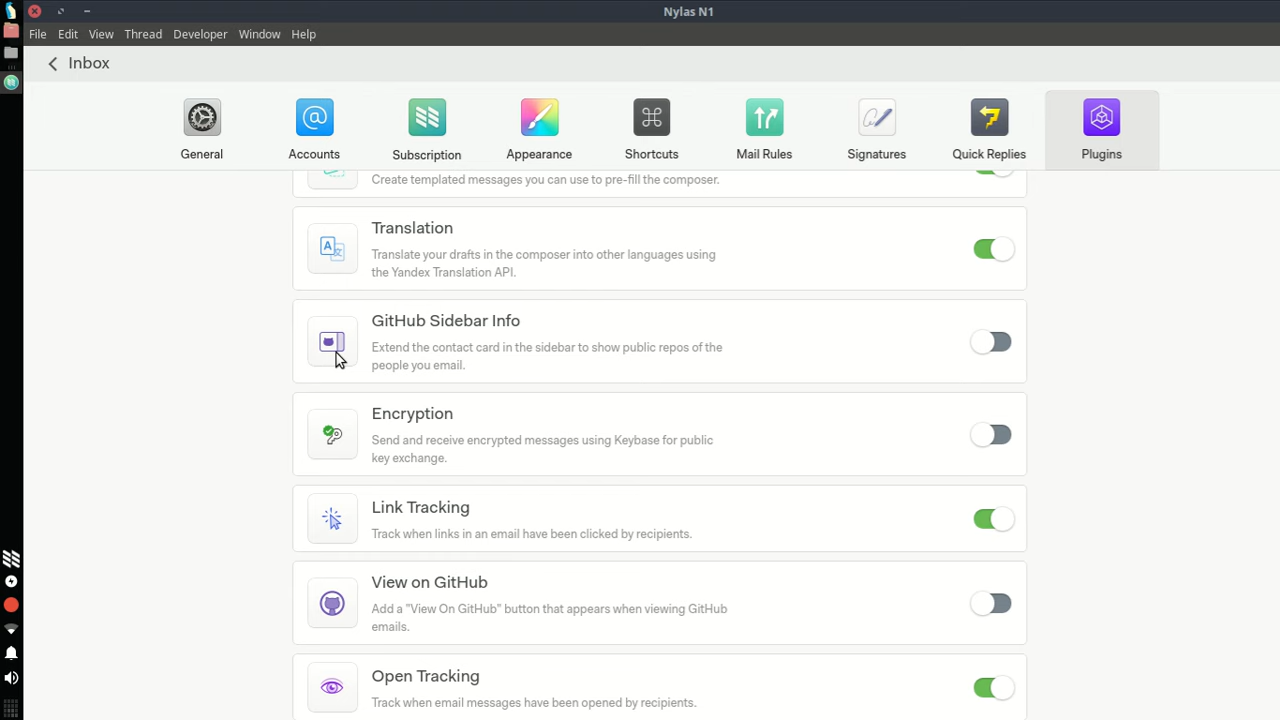 Nylas N1
File Edit View Thread Developer Window Help
Inbox
General Accounts Subscription Appearance Shortcuts Mail Rules Signatures Quick Replies Plugins
Create templated messages you can use to pre-fill the composer.
Translation
Translate your drafts in the composer into other languages using
the Yandex Translation API.
GitHub Sidebar Info
Extend the contact card in the sidebar to show public repos of the
people you email.
Encryption
Send and receive encrypted messages using Keybase for public
key exchange.
Link Tracking
Track when links in an email have been clicked by recipients.
View on GitHub
Add a "View On GitHub" button that appears when viewing GitHub
emails.
Open Tracking
Track when email messages have been opened by recipients.